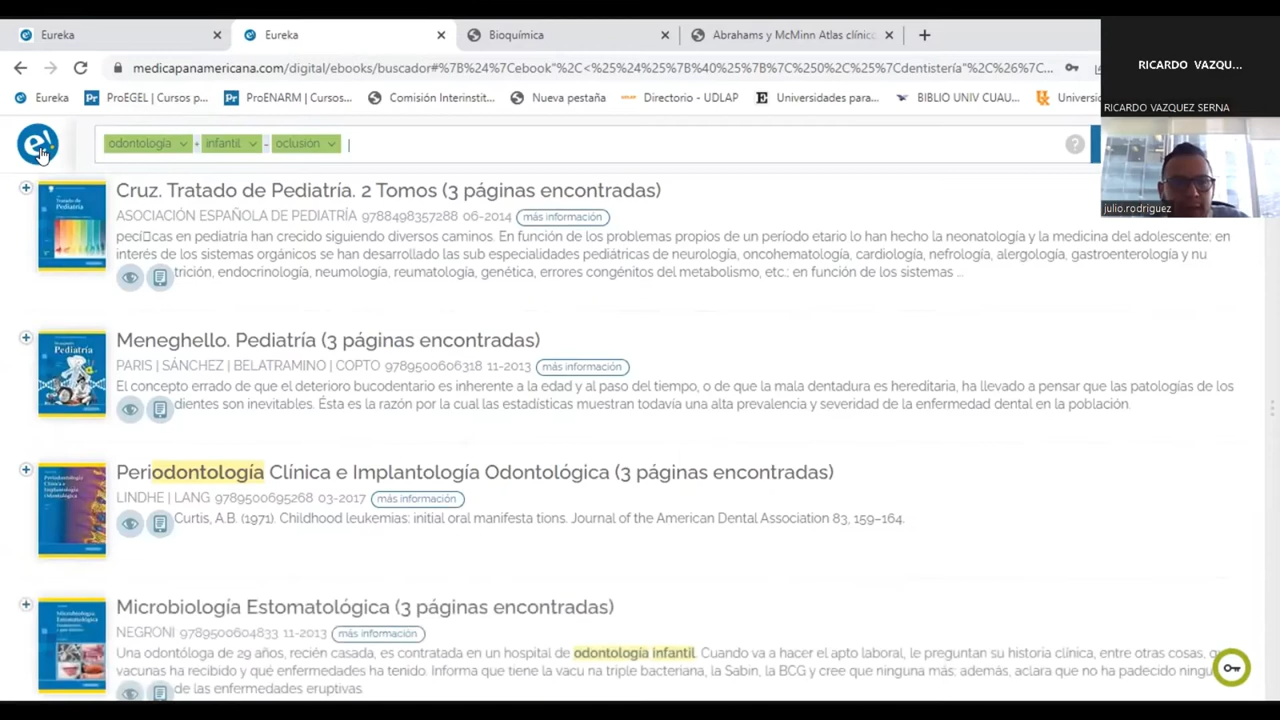 Eureka
Eureka
Bioquímica
Abrahams y McMinn Atlas clínic
RICARDO VAZQU...
medicapanamericana.com/digital/ebooks/buscador#%7B%24%7Cebook"%2C<%25%24%25%7B%40%25%7B%7C%250%2C%25%7Cdentistería"%2C%26%7C...
Eureka
ProEGEL | Cursos p...
ProENARM | Cursos...
Comisión Interinstit...
Nueva pestaña
Directorio - UDLAP
Universidades para...
BIBLIO UNIV CUAU...
Universi
RICARDO VAZQUEZ SERNA
e!
odontología + infantil - oclusión
?
julio.rodriguez
Cruz. Tratado de Pediatría. 2 Tomos (3 páginas encontradas)
ASOCIACIÓN ESPAÑOLA DE PEDIATRÍA 9788498357288 06-2014 más información
pecí▯cas en pediatría han crecido siguiendo diversos caminos. En función de los problemas propios de un período etario lo han hecho la neonatología y la medicina del adolescente; en
interés de los sistemas orgánicos se han desarrollado las sub especialidades pediátricas de neurología, oncohematología, cardiología, nefrología, alergología, gastroenterología y nu
trición, endocrinología, neumología, reumatología, genética, errores congénitos del metabolismo, etc.; en función de los sistemas ...
Meneghello. Pediatría (3 páginas encontradas)
PARIS | SÁNCHEZ | BELATRAMINO | COPTO 9789500606318 11-2013 más información
El concepto errado de que el deterioro bucodentario es inherente a la edad y al paso del tiempo, o de que la mala dentadura es hereditaria, ha llevado a pensar que las patologías de los
dientes son inevitables. Ésta es la razón por la cual las estadísticas muestran todavía una alta prevalencia y severidad de la enfermedad dental en la población.
Periodontología Clínica e Implantología Odontológica (3 páginas encontradas)
LINDHE | LANG 9789500695268 03-2017 más información
Curtis, A.B. (1971). Childhood leukemias: initial oral manifesta tions. Journal of the American Dental Association 83, 159–164.
Microbiología Estomatológica (3 páginas encontradas)
NEGRONI 9789500604833 11-2013 más información
Una odontóloga de 29 años, recién casada, es contratada en un hospital de odontología infantil. Cuando va a hacer el apto laboral, le preguntan su historia clínica, entre otras cosas, q
vacunas ha recibido y qué enfermedades ha tenido. Informa que tiene la vacu na triple bacteriana, la Sabin, la BCG y cree que ninguna más; además, aclara que no ha padecido ningu
de las enfermedades eruptivas.